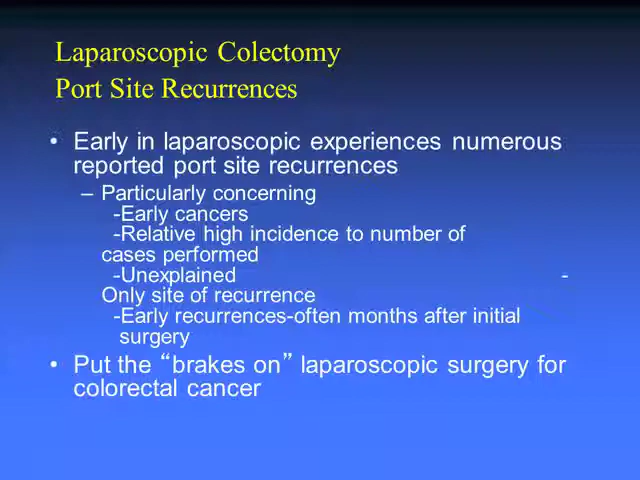 Laparoscopic Colectomy
Port Site Recurrences
• Early in laparoscopic experiences numerous
reported port site recurrences
– Particularly concerning
-Early cancers
-Relative high incidence to number of
cases performed
-Unexplained -
Only site of recurrence
-Early recurrences-often months after initial
surgery
• Put the “brakes on” laparoscopic surgery for
colorectal cancer